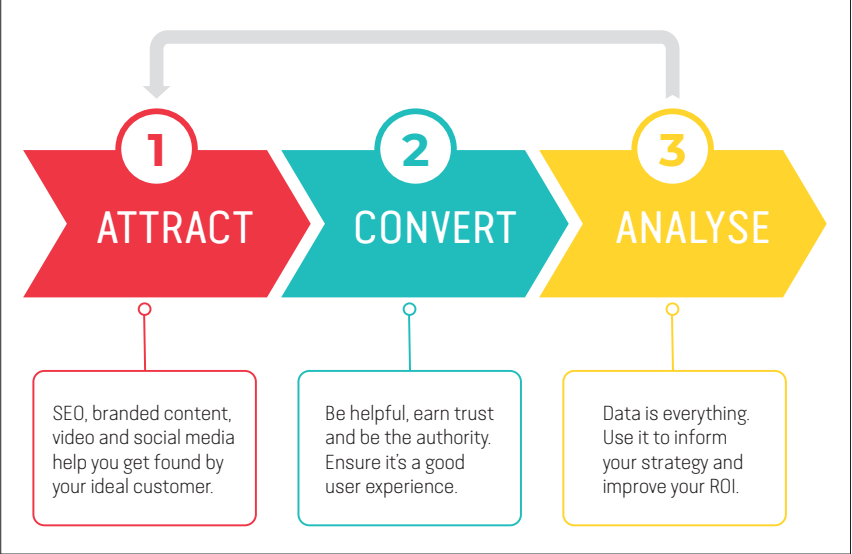 1
ATTRACT
SEO, branded content,
video and social media
help you get found by
your ideal customer.
2
CONVERT
Be helpful, earn trust
and be the authority.
Ensure it's a good
user experience.
3
ANALYSE
Data is everything.
Use it to inform
your strategy and
improve your ROI.